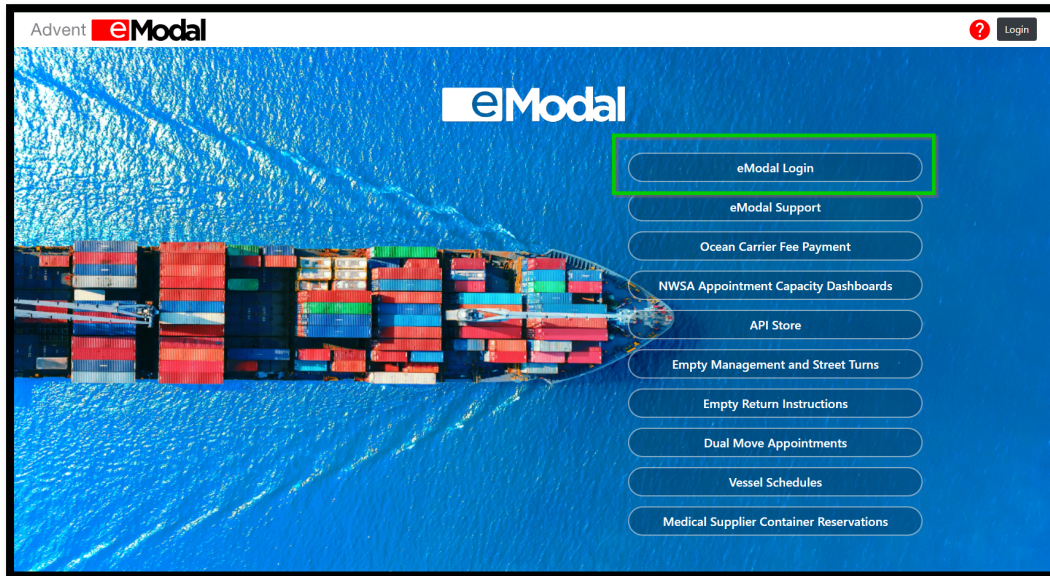 Advent eModal
? Login
eModal
eModal Login
eModal Support
Ocean Carrier Fee Payment
NWSA Appointment Capacity Dashboards
API Store
Empty Management and Street Turns
Empty Return Instructions
Dual Move Appointments
Vessel Schedules
Medical Supplier Container Reservations